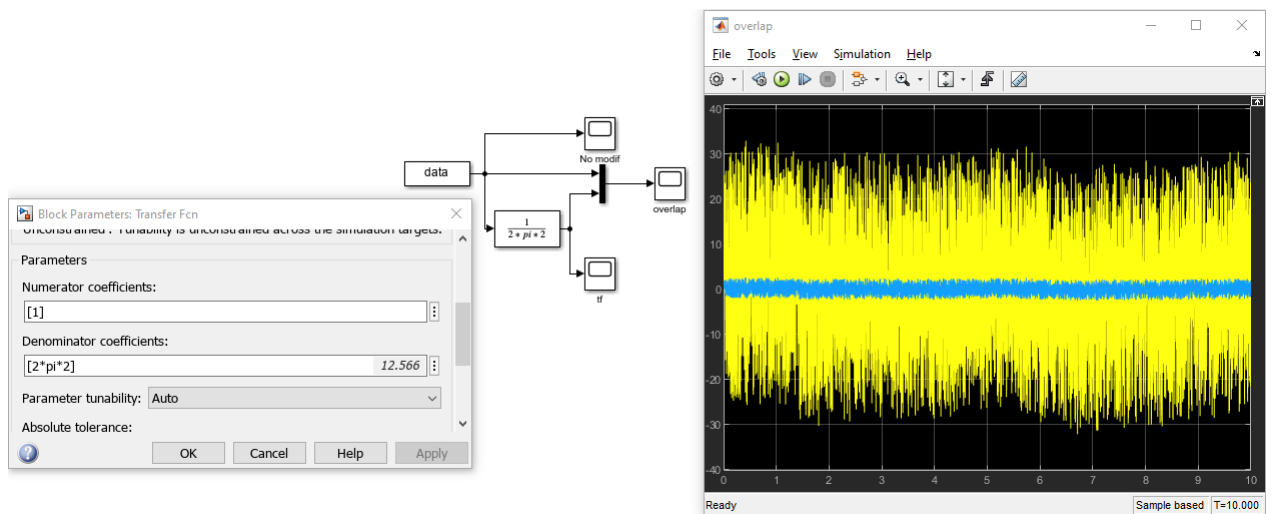 overlap
File Tools View Simulation Help
40
30
20
10
0
-10
-20
-30
-40
0 1 2 3 4 5 6 7 8 9 10
Ready
Sample based T=10.000
data
No modif
overlap
1
2 * pi * 2
tf
Block Parameters: Transfer Fcn
'Unconstrained': Tunability is unconstrained across the simulation targets.
Parameters
Numerator coefficients:
[1]
Denominator coefficients:
[2*pi*2] 12.566
Parameter tunability: Auto
Absolute tolerance:
OK Cancel Help Apply